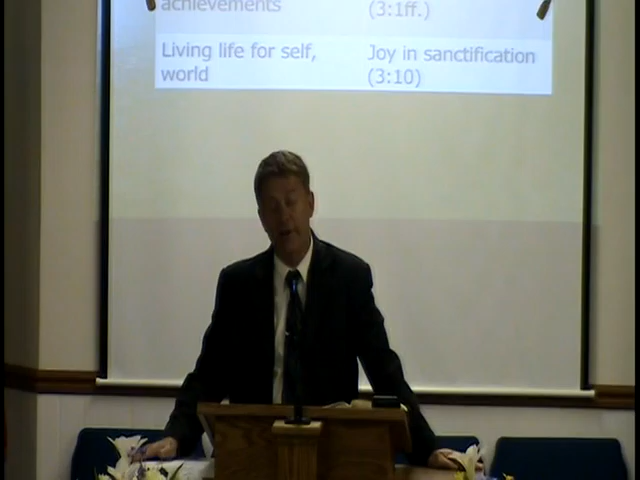 achievements
(3:1ff.)
Living life for self,
world
Joy in sanctification
(3:10)